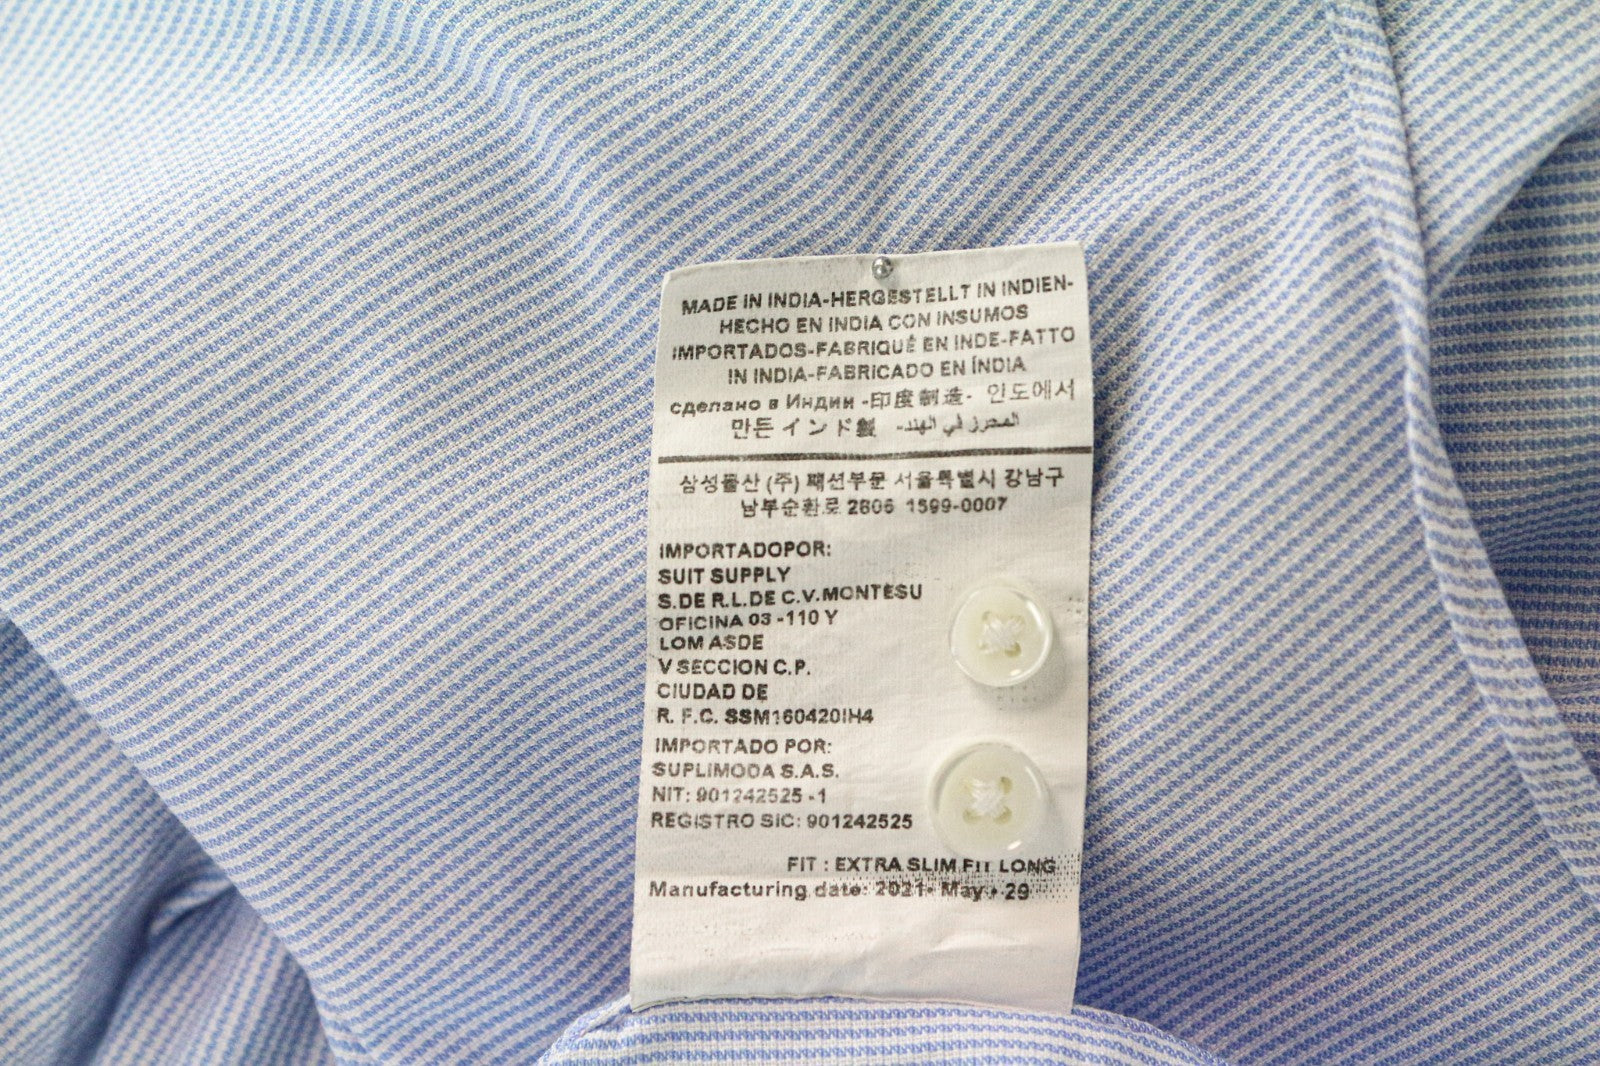 MADE IN INDIA-HERGESTELLT IN INDIEN-
HECHO EN INDIA CON INSUMOS
IMPORTADOS-FABRIQUÉ EN INDE-FATTO
IN INDIA-FABRICADO EN ÍNDIA
сделано в Индии -印度制造- 인도에서
만든 インド製 -المحرز في الهند
삼성물산 (주) 패션부문 서울특별시 강남구
남부순환로 2806 1599-0007
IMPORTADOPOR:
SUIT SUPPLY
S.DE R.L.DE C.V.MONTESU
OFICINA 03 -110 Y
LOM ASDE
V SECCION C.P.
CIUDAD DE
R. F.C. SSM160420IH4
IMPORTADO POR:
SUPLIMODA S.A.S.
NIT: 901242525 -1
REGISTRO SIC: 901242525
FIT : EXTRA SLIM FIT LONG
Manufacturing date: 2021- May - 29